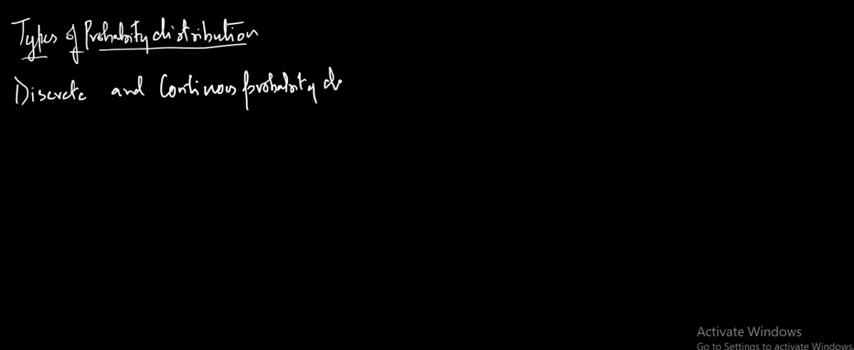 Types of Probability distribution
Discrete and Continous probability d
Activate Windows
Go to Settings to activate Windows.